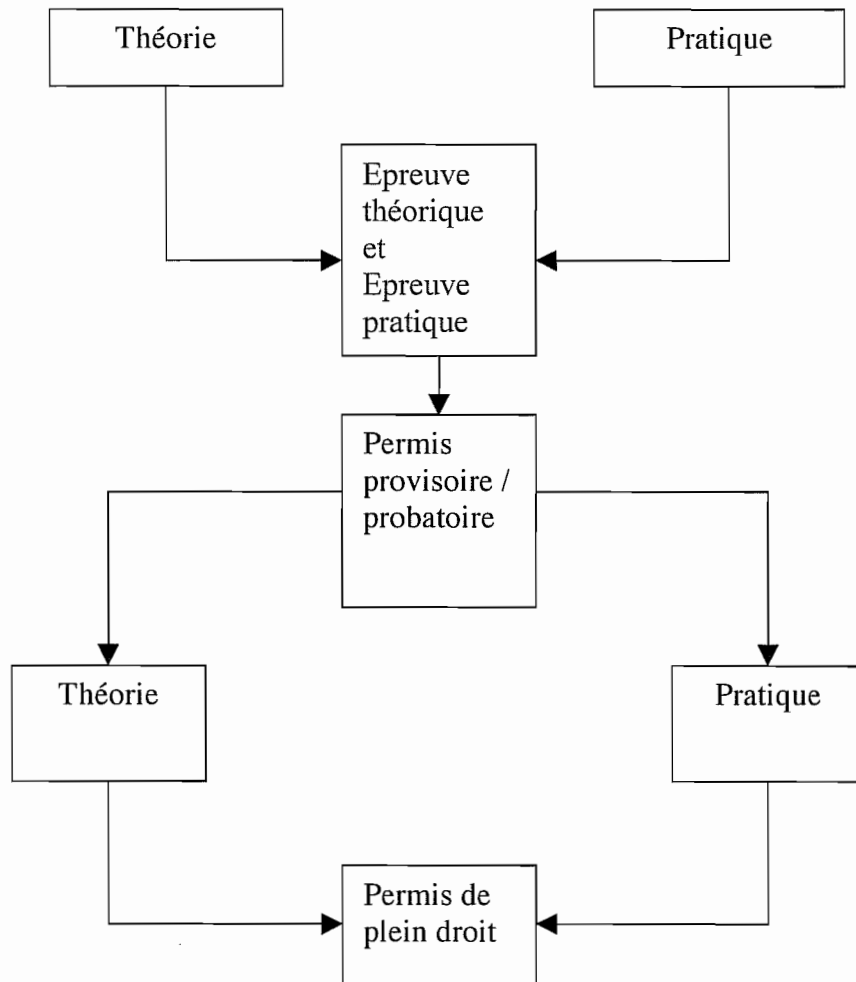 Théorie
Pratique
Epreuve
théorique
et
Epreuve
pratique
Permis
provisoire /
probatoire
Théorie
Pratique
Permis de
plein droit